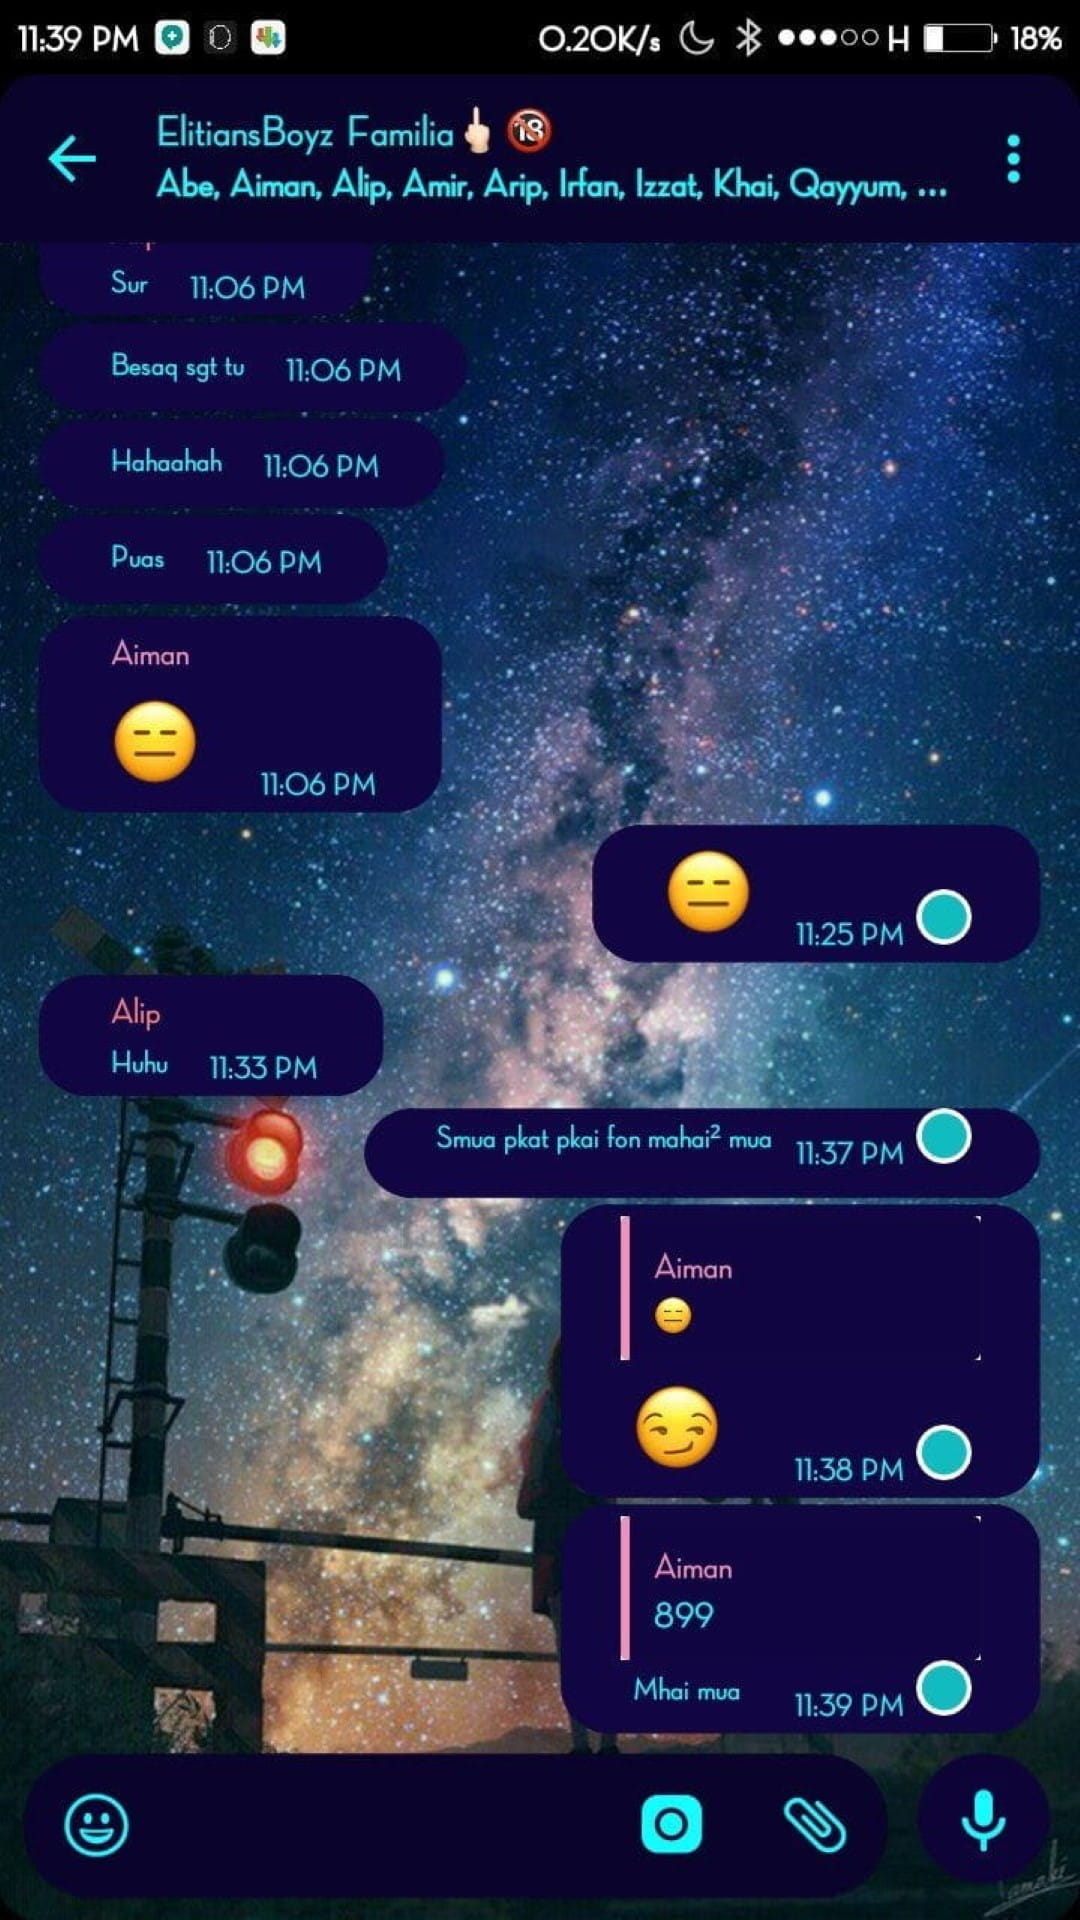 11:39 PM 0.20K/s H 18%
ElitiansBoyz Familia🖕🏻🔞
Abe, Aiman, Alip, Amir, Arip, Irfan, Izzat, Khai, Qayyum, ...
Sur 11:06 PM
Besaq sgt tu 11:06 PM
Hahaahah 11:06 PM
Puas 11:06 PM
Aiman
😑
11:06 PM
😑 11:25 PM
Alip
Huhu 11:33 PM
Smua pkat pkai fon mahai² mua 11:37 PM
Aiman
😑
😏 11:38 PM
Aiman
899
Mhai mua 11:39 PM